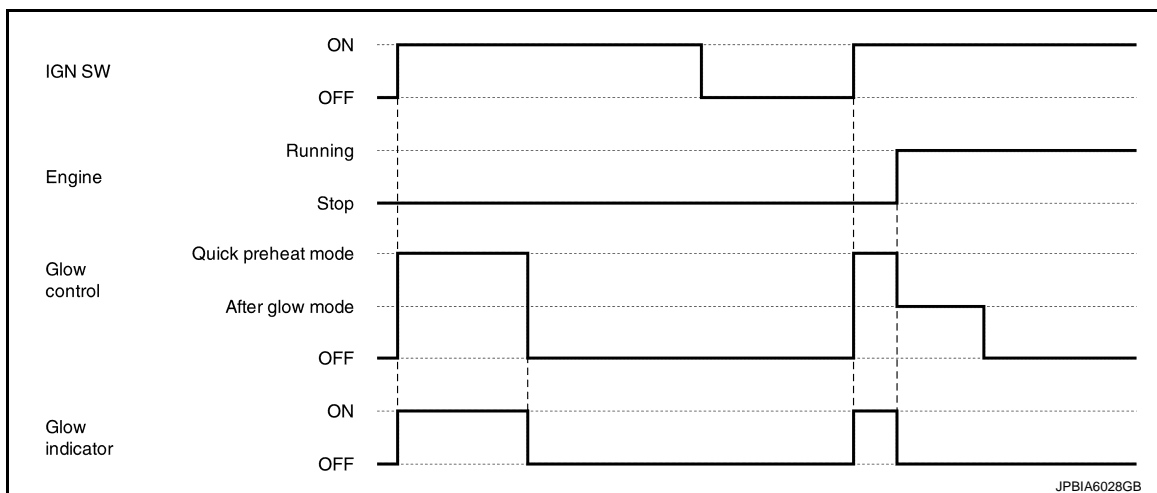 ON
IGN SW
OFF
Running
Engine
Stop
Quick preheat mode
Glow
control
After glow mode
OFF
ON
Glow
indicator
OFF
JPBIA6028GB